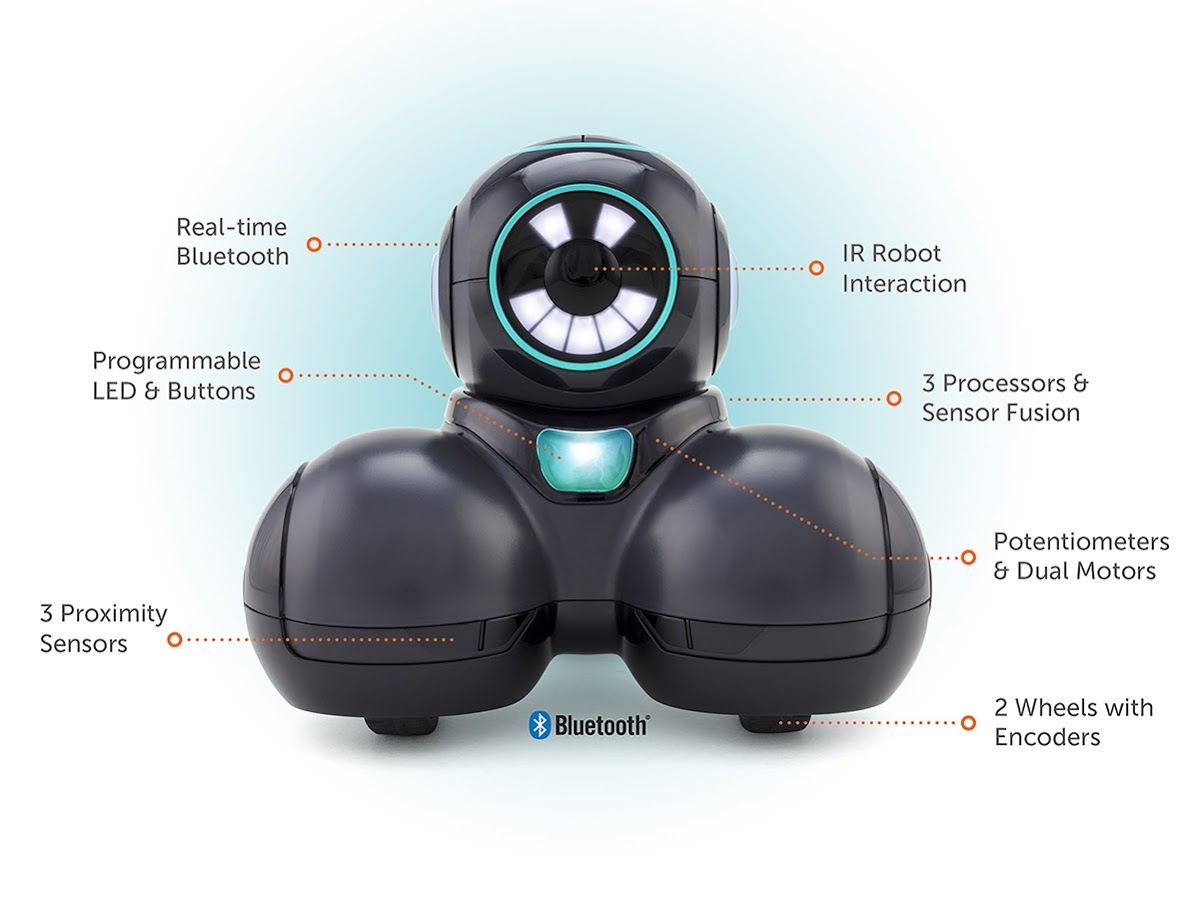 Real-time
Bluetooth
IR Robot
Interaction
Programmable
LED & Buttons
3 Processors &
Sensor Fusion
Potentiometers
& Dual Motors
3 Proximity
Sensors
2 Wheels with
Encoders
Bluetooth®